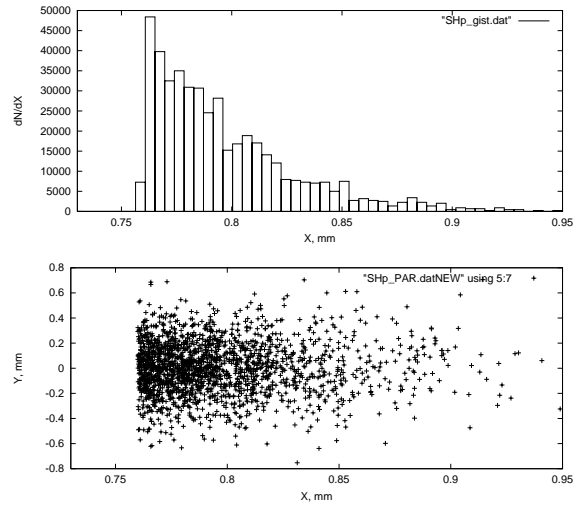 50000
45000
40000
35000
30000
25000
20000
15000
10000
5000
0
dN/dX
"SHp_gist.dat"
0.75 0.8 0.85 0.9 0.95
X, mm
0.8
0.6
0.4
0.2
0
-0.2
-0.4
-0.6
-0.8
Y, mm
"SHp_PAR.datNEW" using 5:7
0.75 0.8 0.85 0.9 0.95
X, mm